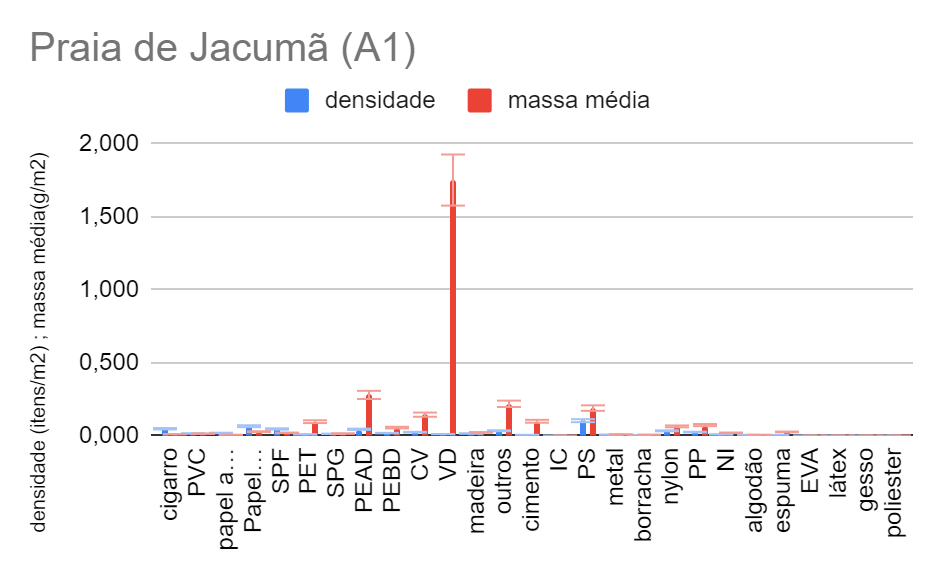 Praia de Jacumã (A1)
densidade
massa média
densidade (itens/m2) ; massa média(g/m2)
2,000
1,500
1,000
0,500
0,000
cigarro
PVC
papel a…
Papel…
SPF
PET
SPG
PEAD
PEBD
CV
VD
madeira
outros
cimento
IC
PS
metal
borracha
nylon
PP
NI
algodão
espuma
EVA
látex
gesso
poliester